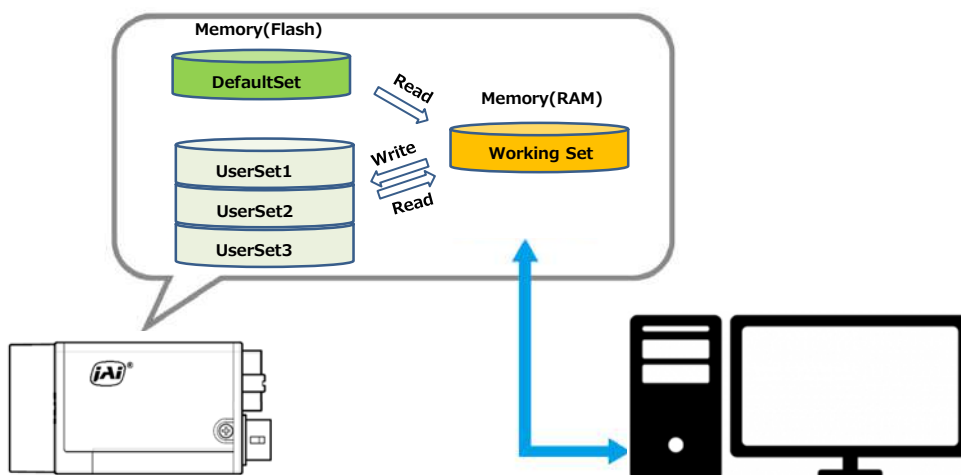 Memory(Flash)
DefaultSet
Read
Memory(RAM)
Working Set
Write
Read
UserSet1
UserSet2
UserSet3
JAi®